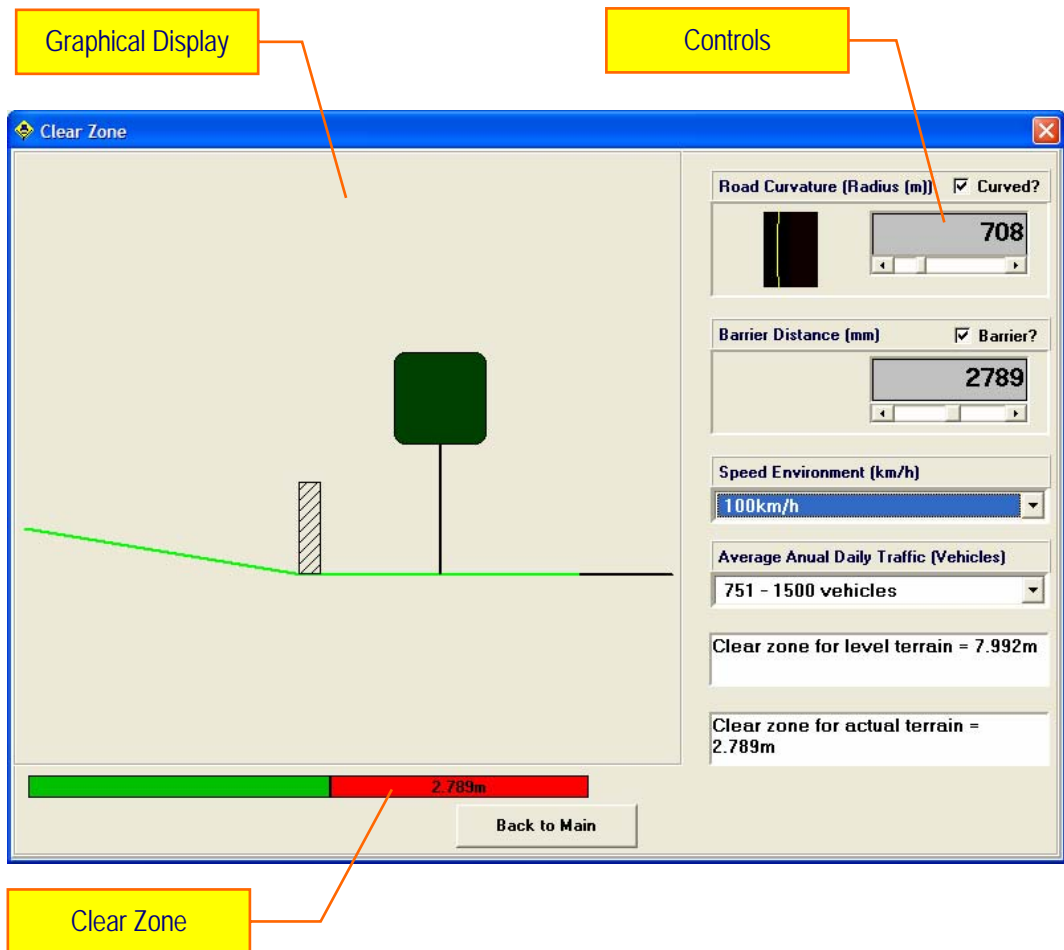 Graphical Display
Controls
Clear Zone
Road Curvature (Radius (m))
Curved?
708
Barrier Distance (mm)
Barrier?
2789
Speed Environment (km/h)
100km/h
Average Anual Daily Traffic (Vehicles)
751 - 1500 vehicles
Clear zone for level terrain = 7.992m
Clear zone for actual terrain =
2.789m
2.789m
Back to Main
Clear Zone